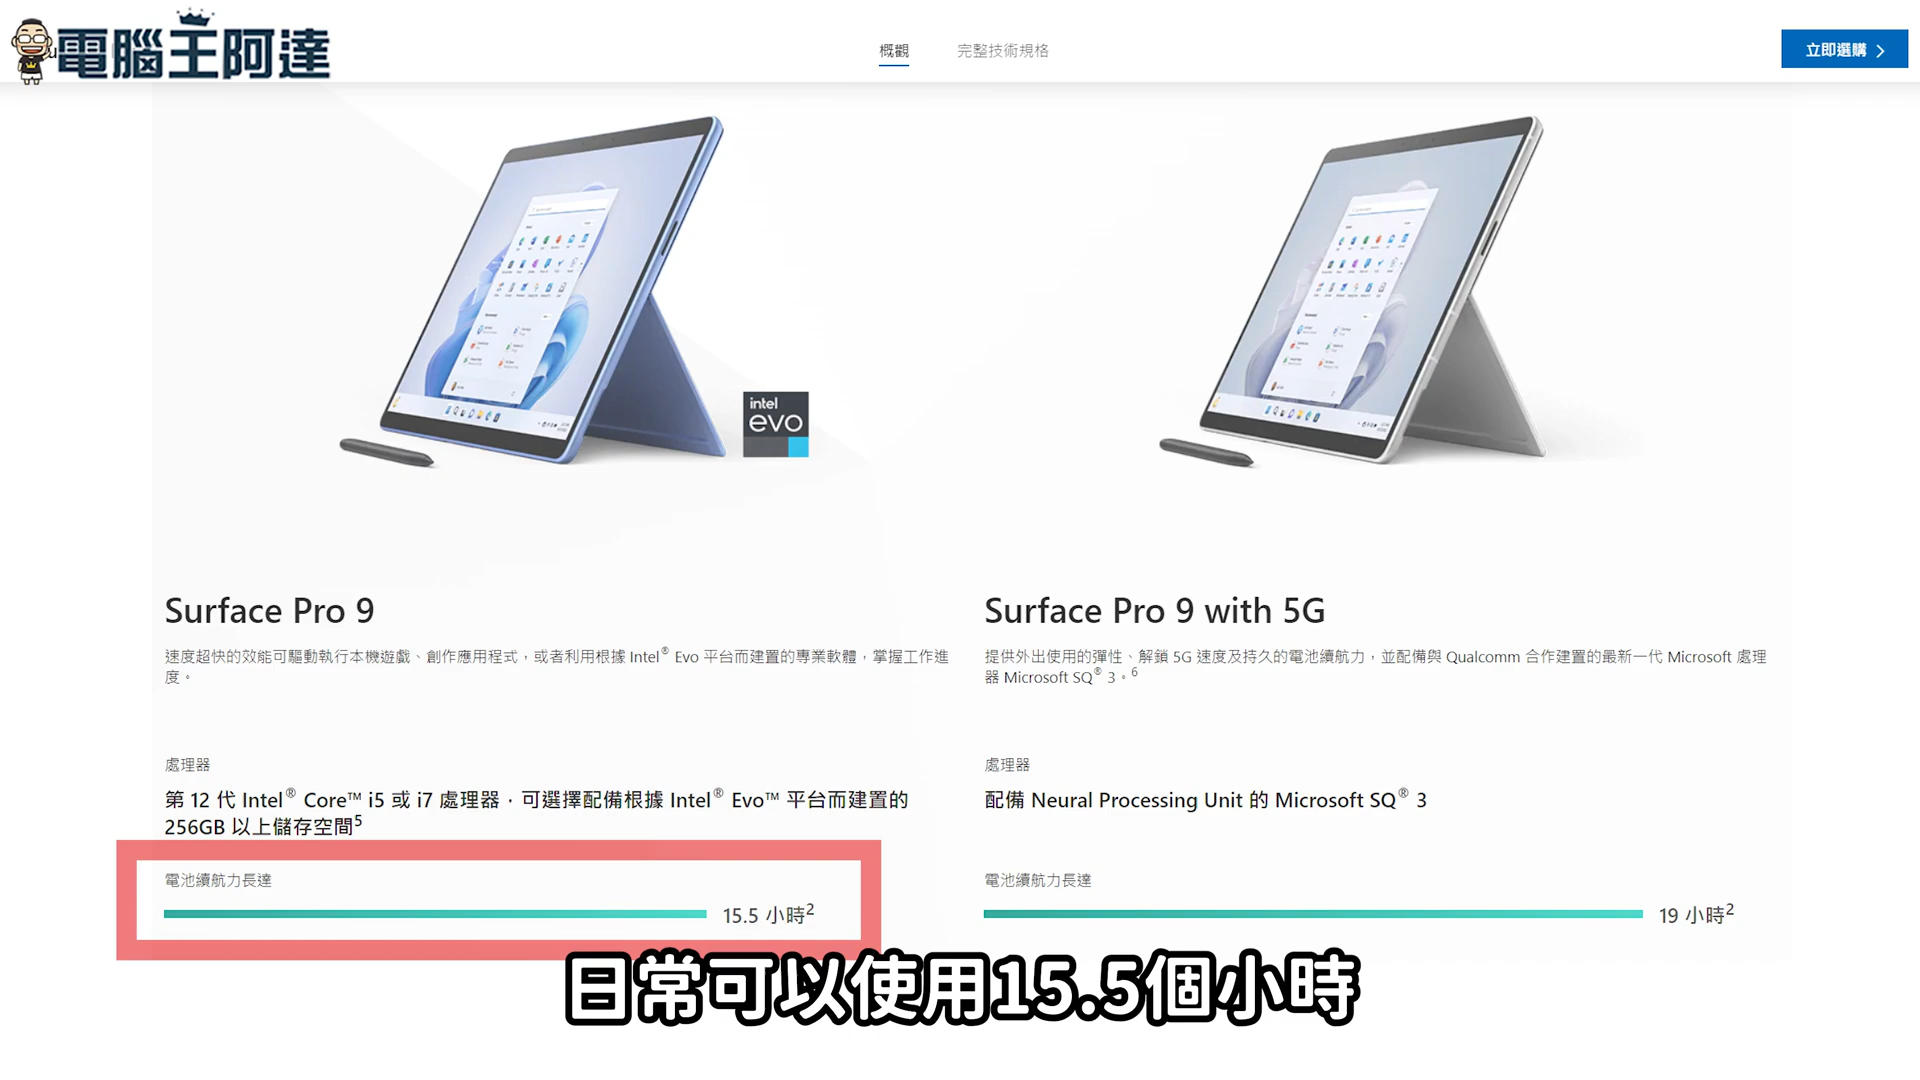 電腦王阿達
概觀
完整技術規格
立即選購
intel
evo
Surface Pro 9
速度超快的效能可驅動執行本機遊戲、創作應用程式，或者利用根據 Intel® Evo 平台而建置的專業軟體，掌握工作進
度。
處理器
第 12 代 Intel® Core™ i5 或 i7 處理器，可選擇配備根據 Intel® Evo™ 平台而建置的
256GB 以上儲存空間5
電池續航力長達
15.5 小時2
Surface Pro 9 with 5G
提供外出使用的彈性、解鎖 5G 速度及持久的電池續航力，並配備與 Qualcomm 合作建置的最新一代 Microsoft 處理
器 Microsoft SQ® 3。6
處理器
配備 Neural Processing Unit 的 Microsoft SQ® 3
電池續航力長達
19 小時2
日常可以使用15.5個小時